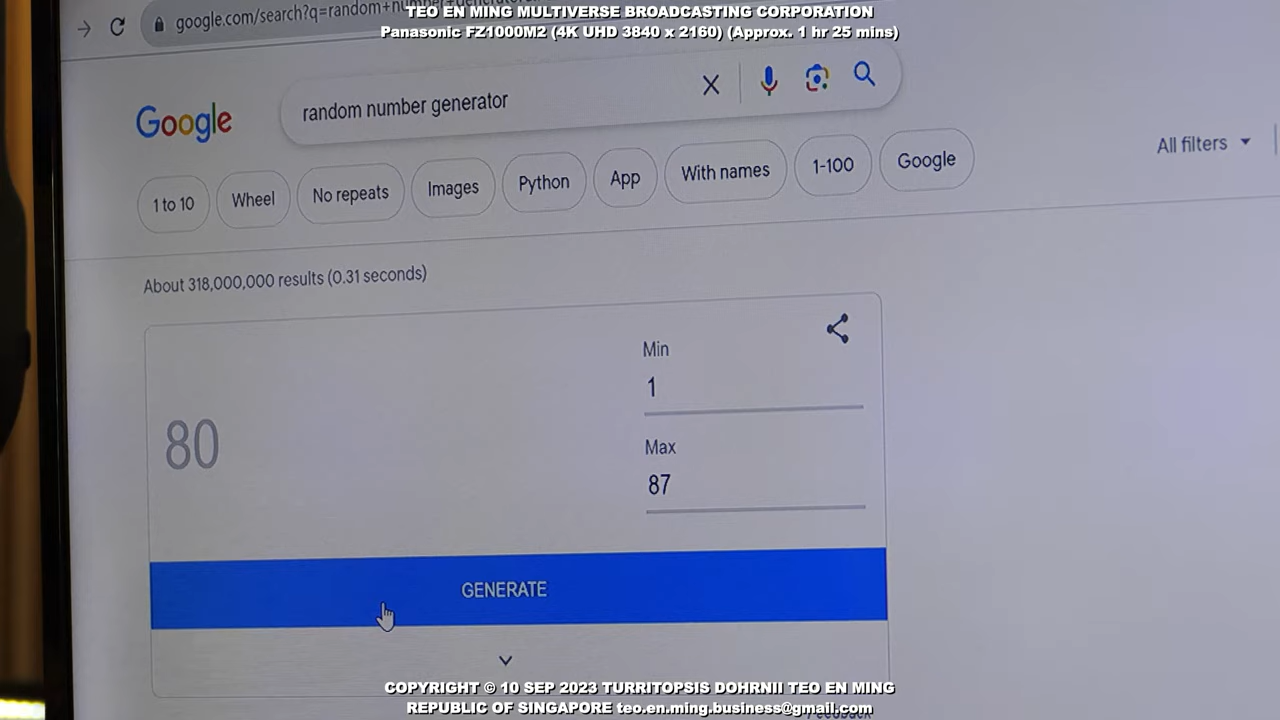 TEO EN MING MULTIVERSE BROADCASTING CORPORATION
Panasonic FZ1000M2 (4K UHD 3840 x 2160) (Approx. 1 hr 25 mins)
google.com/search?q=random+nu
Google
random number generator
1 to 10
Wheel
No repeats
Images
Python
App
With names
1-100
Google
All filters
About 318,000,000 results (0.31 seconds)
Min
1
80
Max
87
GENERATE
COPYRIGHT © 10 SEP 2023 TURRITOPSIS DOHRNII TEO EN MING
REPUBLIC OF SINGAPORE teo.en.ming.business@gmail.com
Feedback